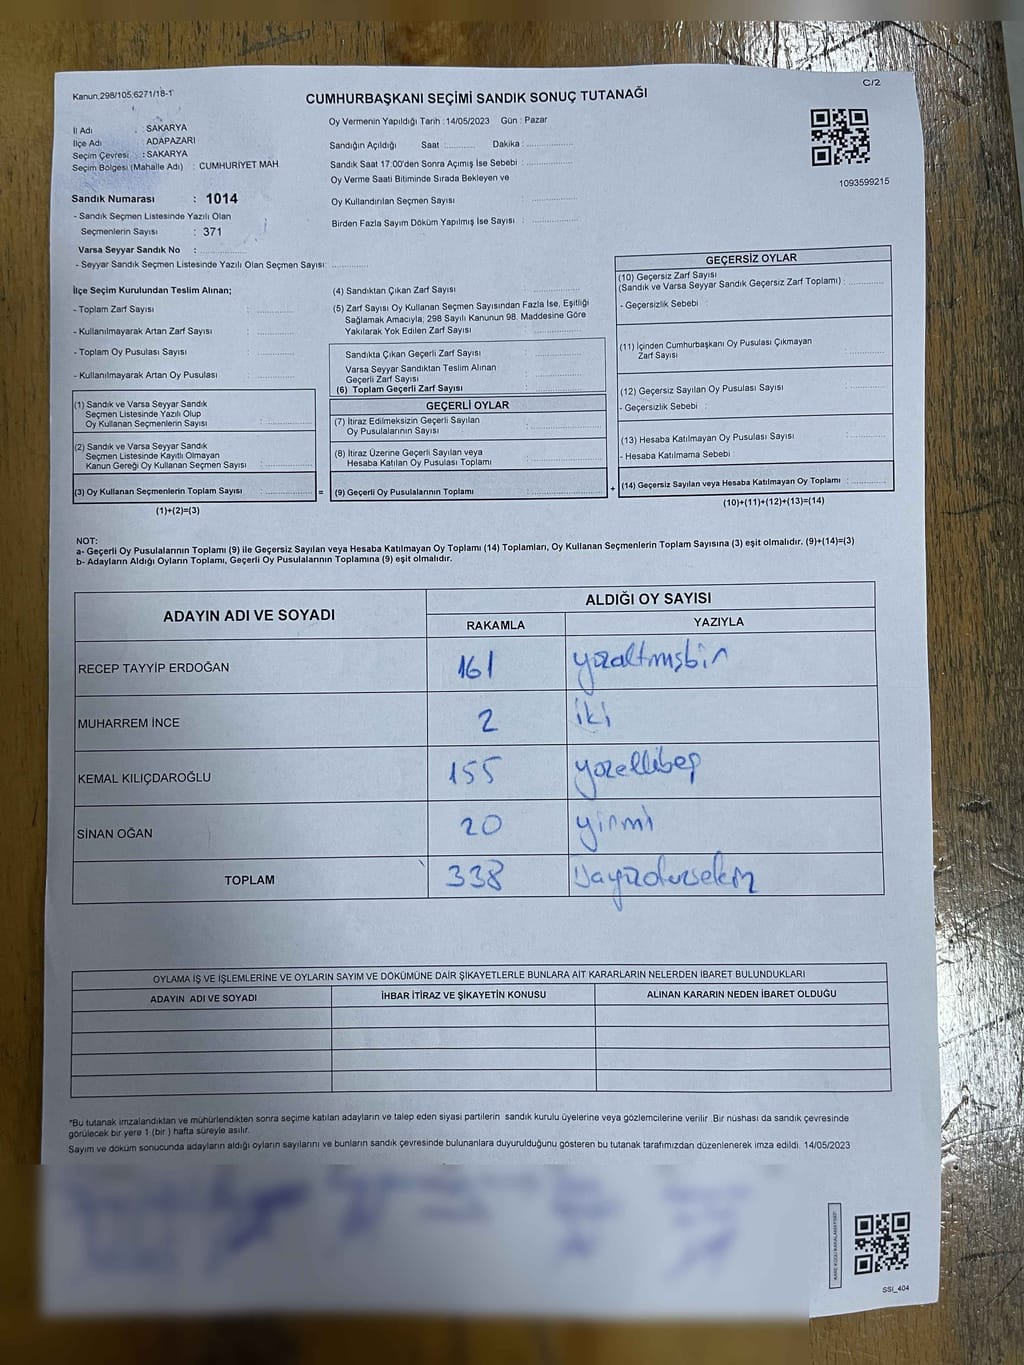 Kanun;298/105,6271/18-1
C/2
CUMHURBAŞKANI SEÇİMİ SANDIK SONUÇ TUTANAĞI
Oy Vermenin Yapıldığı Tarih : 14/05/2023 Gün : Pazar
İl Adı : SAKARYA
İlçe Adı : ADAPAZARI
Seçim Çevresi : SAKARYA
Seçim Bölgesi (Mahalle Adı) : CUMHURİYET MAH
Sandığın Açıldığı Saat :.......... Dakika :..............
Sandık Saat 17:00'den Sonra Açımış İse Sebebi : ..............
Oy Verme Saati Bitiminde Sırada Bekleyen ve
Oy Kullandırılan Seçmen Sayısı ..............
Birden Fazla Sayım Döküm Yapılmış İse Sayısı : ..............
1093599215
Sandık Numarası : 1014
- Sandık Seçmen Listesinde Yazılı Olan
Seçmenlerin Sayısı : 371
Varsa Seyyar Sandık No : ..............
- Seyyar Sandık Seçmen Listesinde Yazılı Olan Seçmen Sayısı: ..............
İlçe Seçim Kurulundan Teslim Alınan;
- Toplam Zarf Sayısı : ..............
- Kullanılmayarak Artan Zarf Sayısı : ..............
- Toplam Oy Pusulası Sayısı : ..............
- Kullanılmayarak Artan Oy Pusulası : ..............
(1) Sandık ve Varsa Seyyar Sandık
Seçmen Listesinde Yazılı Olup
Oy Kullanan Seçmenlerin Sayısı : ..............
(2) Sandık ve Varsa Seyyar Sandık
Seçmen Listesinde Kayıtlı Olmayan
Kanun Gereği Oy Kullanan Seçmen Sayısı : ..............
(3) Oy Kullanan Seçmenlerin Toplam Sayısı : ..............
(1)+(2)=(3)
=
(4) Sandıktan Çıkan Zarf Sayısı ..............
(5) Zarf Sayısı Oy Kullanan Seçmen Sayısından Fazla İse, Eşitliği
Sağlamak Amacıyla; 298 Sayılı Kanunun 98. Maddesine Göre
Yakılarak Yok Edilen Zarf Sayısı : ..............
Sandıkta Çıkan Geçerli Zarf Sayısı : ..............
Varsa Seyyar Sandıktan Teslim Alınan
Geçerli Zarf Sayısı : ..............
(6) Toplam Geçerli Zarf Sayısı : ..............
GEÇERLİ OYLAR
(7) İtiraz Edilmeksizin Geçerli Sayılan
Oy Pusulalarının Sayısı : ..............
(8) İtiraz Üzerine Geçerli Sayılan veya
Hesaba Katılan Oy Pusulası Toplamı : ..............
(9) Geçerli Oy Pusulalarının Toplamı : ..............
+
GEÇERSİZ OYLAR
(10) Geçersiz Zarf Sayısı
(Sandık ve Varsa Seyyar Sandık Geçersiz Zarf Toplamı) : ..............
- Geçersizlik Sebebi :
(11) İçinden Cumhurbaşkanı Oy Pusulası Çıkmayan
Zarf Sayısı : ..............
(12) Geçersiz Sayılan Oy Pusulası Sayısı : ..............
- Geçersizlik Sebebi :
(13) Hesaba Katılmayan Oy Pusulası Sayısı : ..............
- Hesaba Katılmama Sebebi :
(14) Geçersiz Sayılan veya Hesaba Katılmayan Oy Toplamı : ..............
(10)+(11)+(12)+(13)=(14)
NOT:
a- Geçerli Oy Pusulalarının Toplamı (9) ile Geçersiz Sayılan veya Hesaba Katılmayan Oy Toplamı (14) Toplamları, Oy Kullanan Seçmenlerin Toplam Sayısına (3) eşit olmalıdır. (9)+(14)=(3)
b- Adayların Aldığı Oyların Toplamı, Geçerli Oy Pusulalarının Toplamına (9) eşit olmalıdır.
ADAYIN ADI VE SOYADI
ALDIĞI OY SAYISI
RAKAMLA YAZIYLA
RECEP TAYYİP ERDOĞAN 161 yüzaltmışbir
MUHARREM İNCE 2 iki
KEMAL KILIÇDAROĞLU 155 yüzellibeş
SİNAN OĞAN 20 yirmi
TOPLAM 338
OYLAMA İŞ VE İŞLEMLERİNE VE OYLARIN SAYIM VE DÖKÜMÜNE DAİR ŞİKAYETLERLE BUNLARA AİT KARARLARIN NELERDEN İBARET BULUNDUKLARI
ADAYIN ADI VE SOYADI İHBAR İTİRAZ VE ŞİKAYETİN KONUSU ALINAN KARARIN NEDEN İBARET OLDUĞU
*Bu tutanak imzalandıktan ve mühürlendikten sonra seçime katılan adayların ve talep eden siyasi partilerin sandık kurulu üyelerine veya gözlemcilerine verilir. Bir nüshası da sandık çevresinde
görülecek bir yere 1 (bir ) hafta süreyle asılır.
Sayım ve döküm sonucunda adayların aldığı oyların sayılarını ve bunların sandık çevresinde bulunanlara duyurulduğunu gösteren bu tutanak tarafımızdan düzenlenerek imza edildi. 14/05/2023
SSI_404